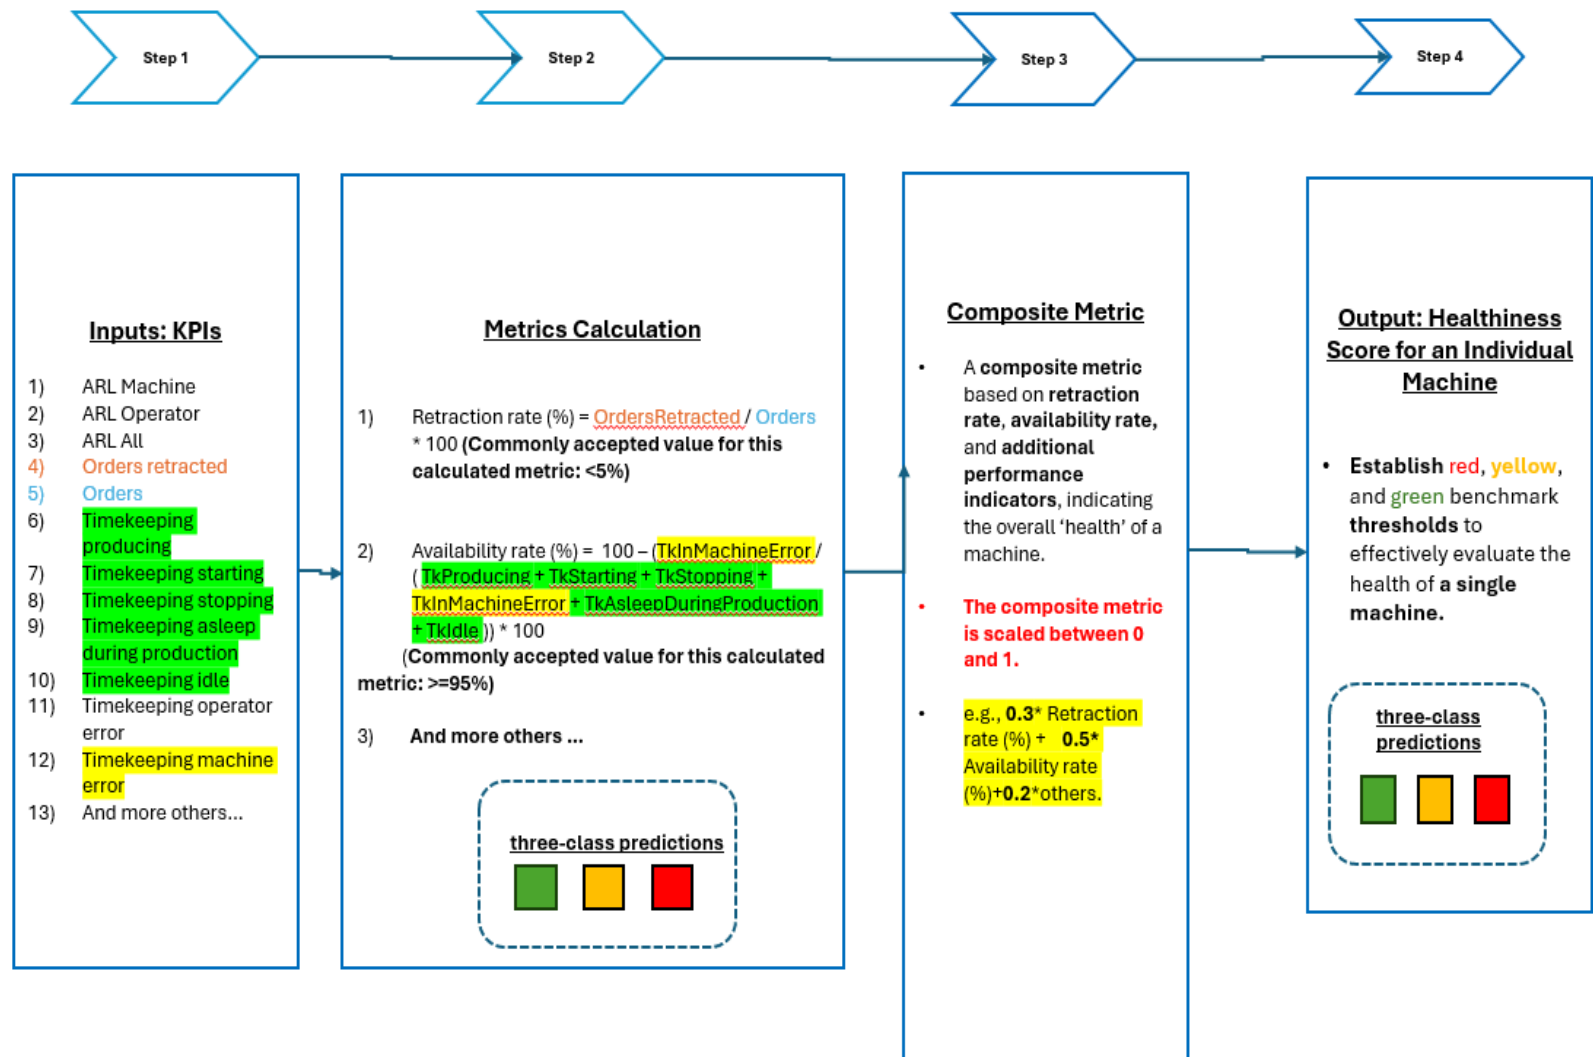 Step 1
Step 2
Step 3
Step 4
Inputs: KPIs
1) ARL Machine
2) ARL Operator
3) ARL All
4) Orders retracted
5) Orders
6) Timekeeping
producing
7) Timekeeping starting
8) Timekeeping stopping
9) Timekeeping asleep
during production
10) Timekeeping idle
11) Timekeeping operator
error
12) Timekeeping machine
error
13) And more others...
Metrics Calculation
1) Retraction rate (%) = OrdersRetracted / Orders
* 100 (Commonly accepted value for this
calculated metric: <5%)
2) Availability rate (%) = 100 – (TkInMachineError /
( TkProducing + TkStarting + TkStopping +
TkInMachineError + TkAsleepDuringProduction
+ TkIdle )) * 100
(Commonly accepted value for this calculated
metric: >=95%)
3) And more others ...
three-class predictions
Composite Metric
• A composite metric
based on retraction
rate, availability rate,
and additional
performance
indicators, indicating
the overall ‘health’ of a
machine.
• The composite metric
is scaled between 0
and 1.
• e.g., 0.3* Retraction
rate (%) + 0.5*
Availability rate
(%)+0.2*others.
Output: Healthiness
Score for an Individual
Machine
• Establish red, yellow,
and green benchmark
thresholds to
effectively evaluate the
health of a single
machine.
three-class
predictions